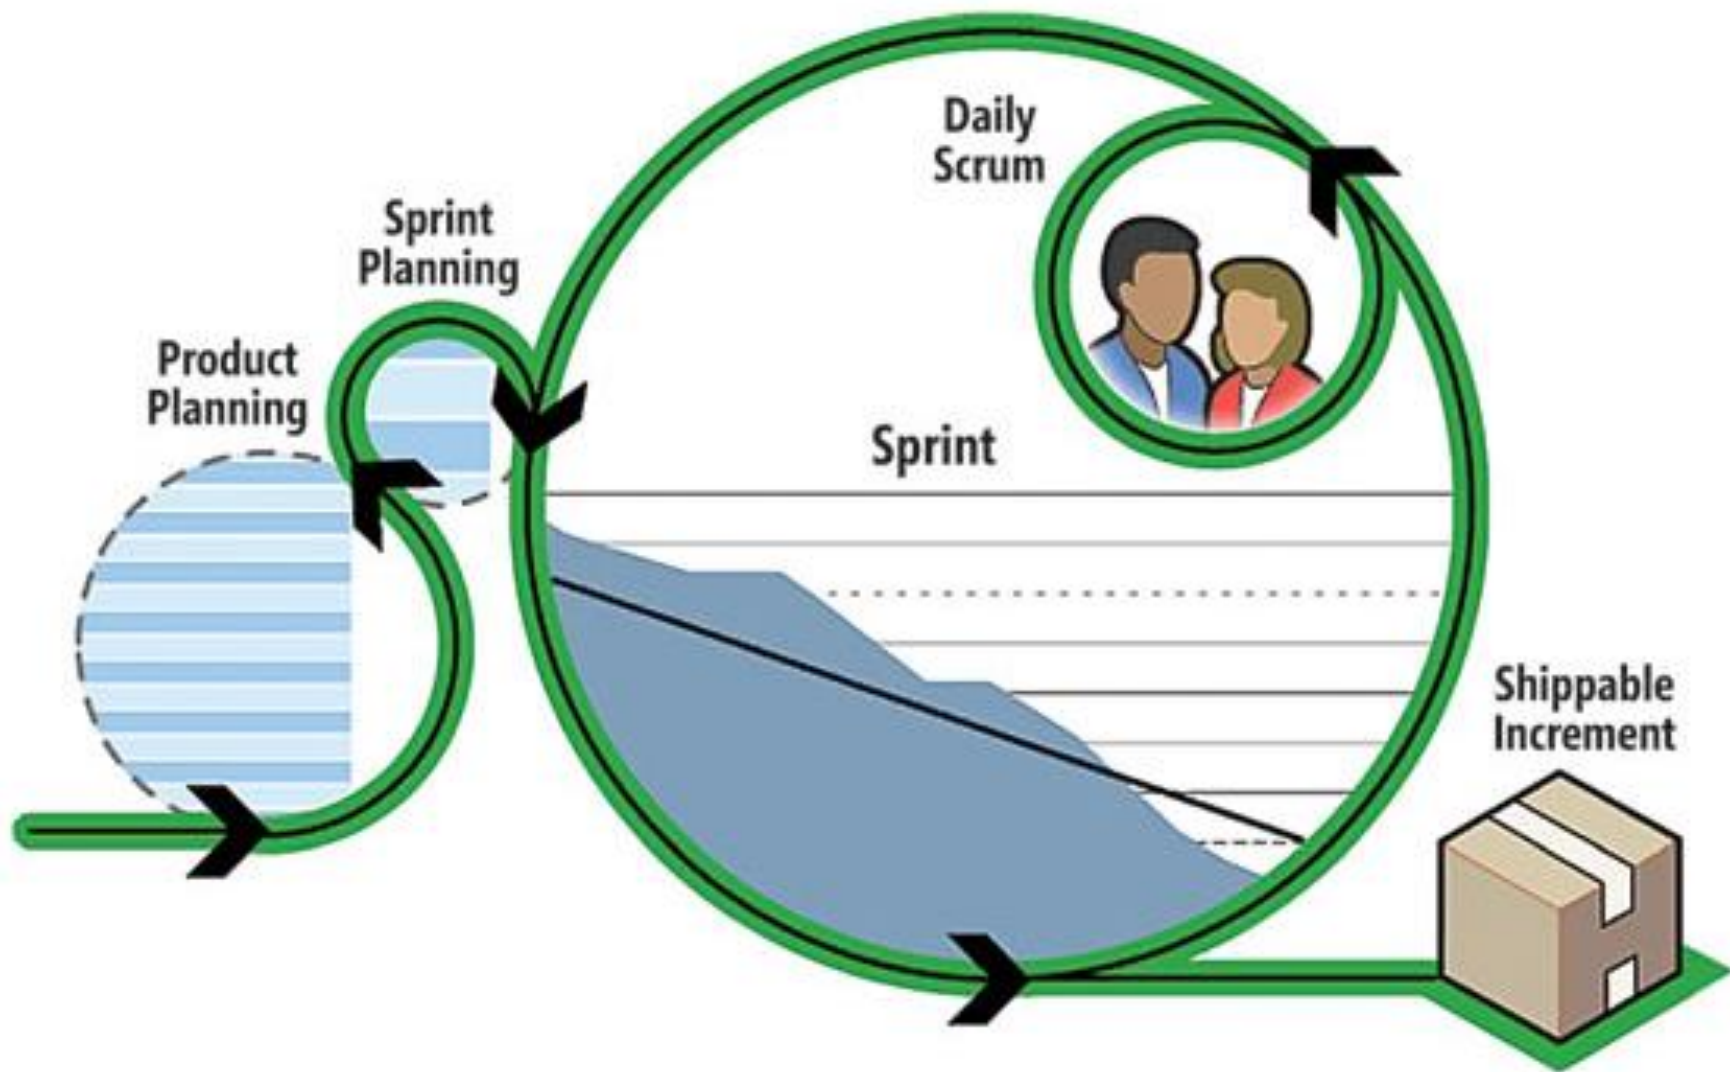 Product
Planning
Sprint
Planning
Daily
Scrum
Sprint
Shippable
Increment